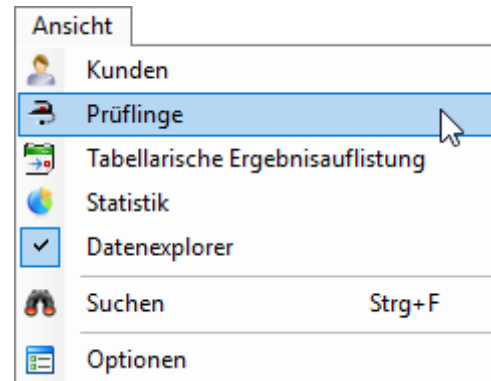 Ansicht
Kunden
Prüflinge
Tabellarische Ergebnisauflistung
Statistik
Datenexplorer
Suchen Strg+F
Optionen